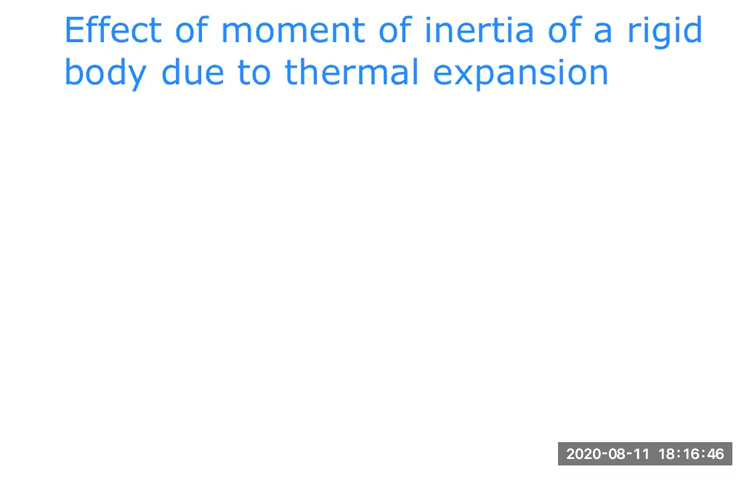 Effect of moment of inertia of a rigid
body due to thermal expansion
2020-08-11 18:16:46